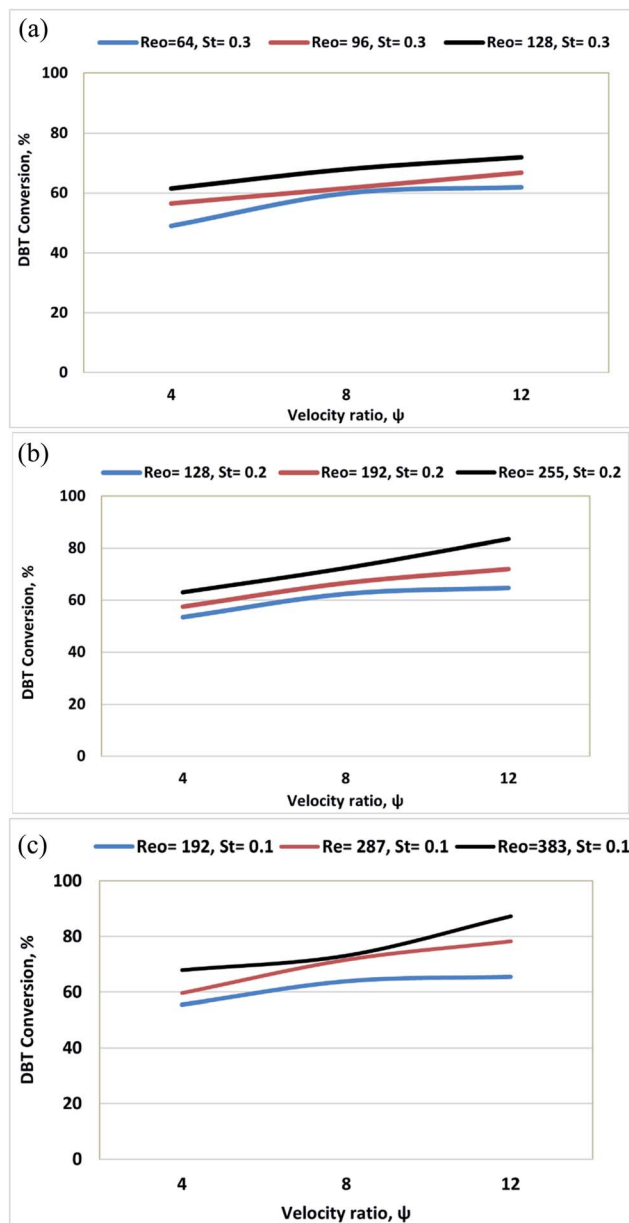 (a)
Reo=64, St= 0.3 Reo= 96, St= 0.3 Reo= 128, St= 0.3
100
80
60
40
20
0
DBT Conversion, %
4 8 12
Velocity ratio, ψ
(b)
Reo= 128, St= 0.2 Reo= 192, St= 0.2 Reo= 255, St= 0.2
100
80
60
40
20
0
DBT Conversion, %
4 8 12
Velocity ratio, ψ
(c)
Reo= 192, St= 0.1 Re= 287, St= 0.1 Reo=383, St= 0.1
100
80
60
40
20
0
DBT Conversion, %
4 8 12
Velocity ratio, ψ